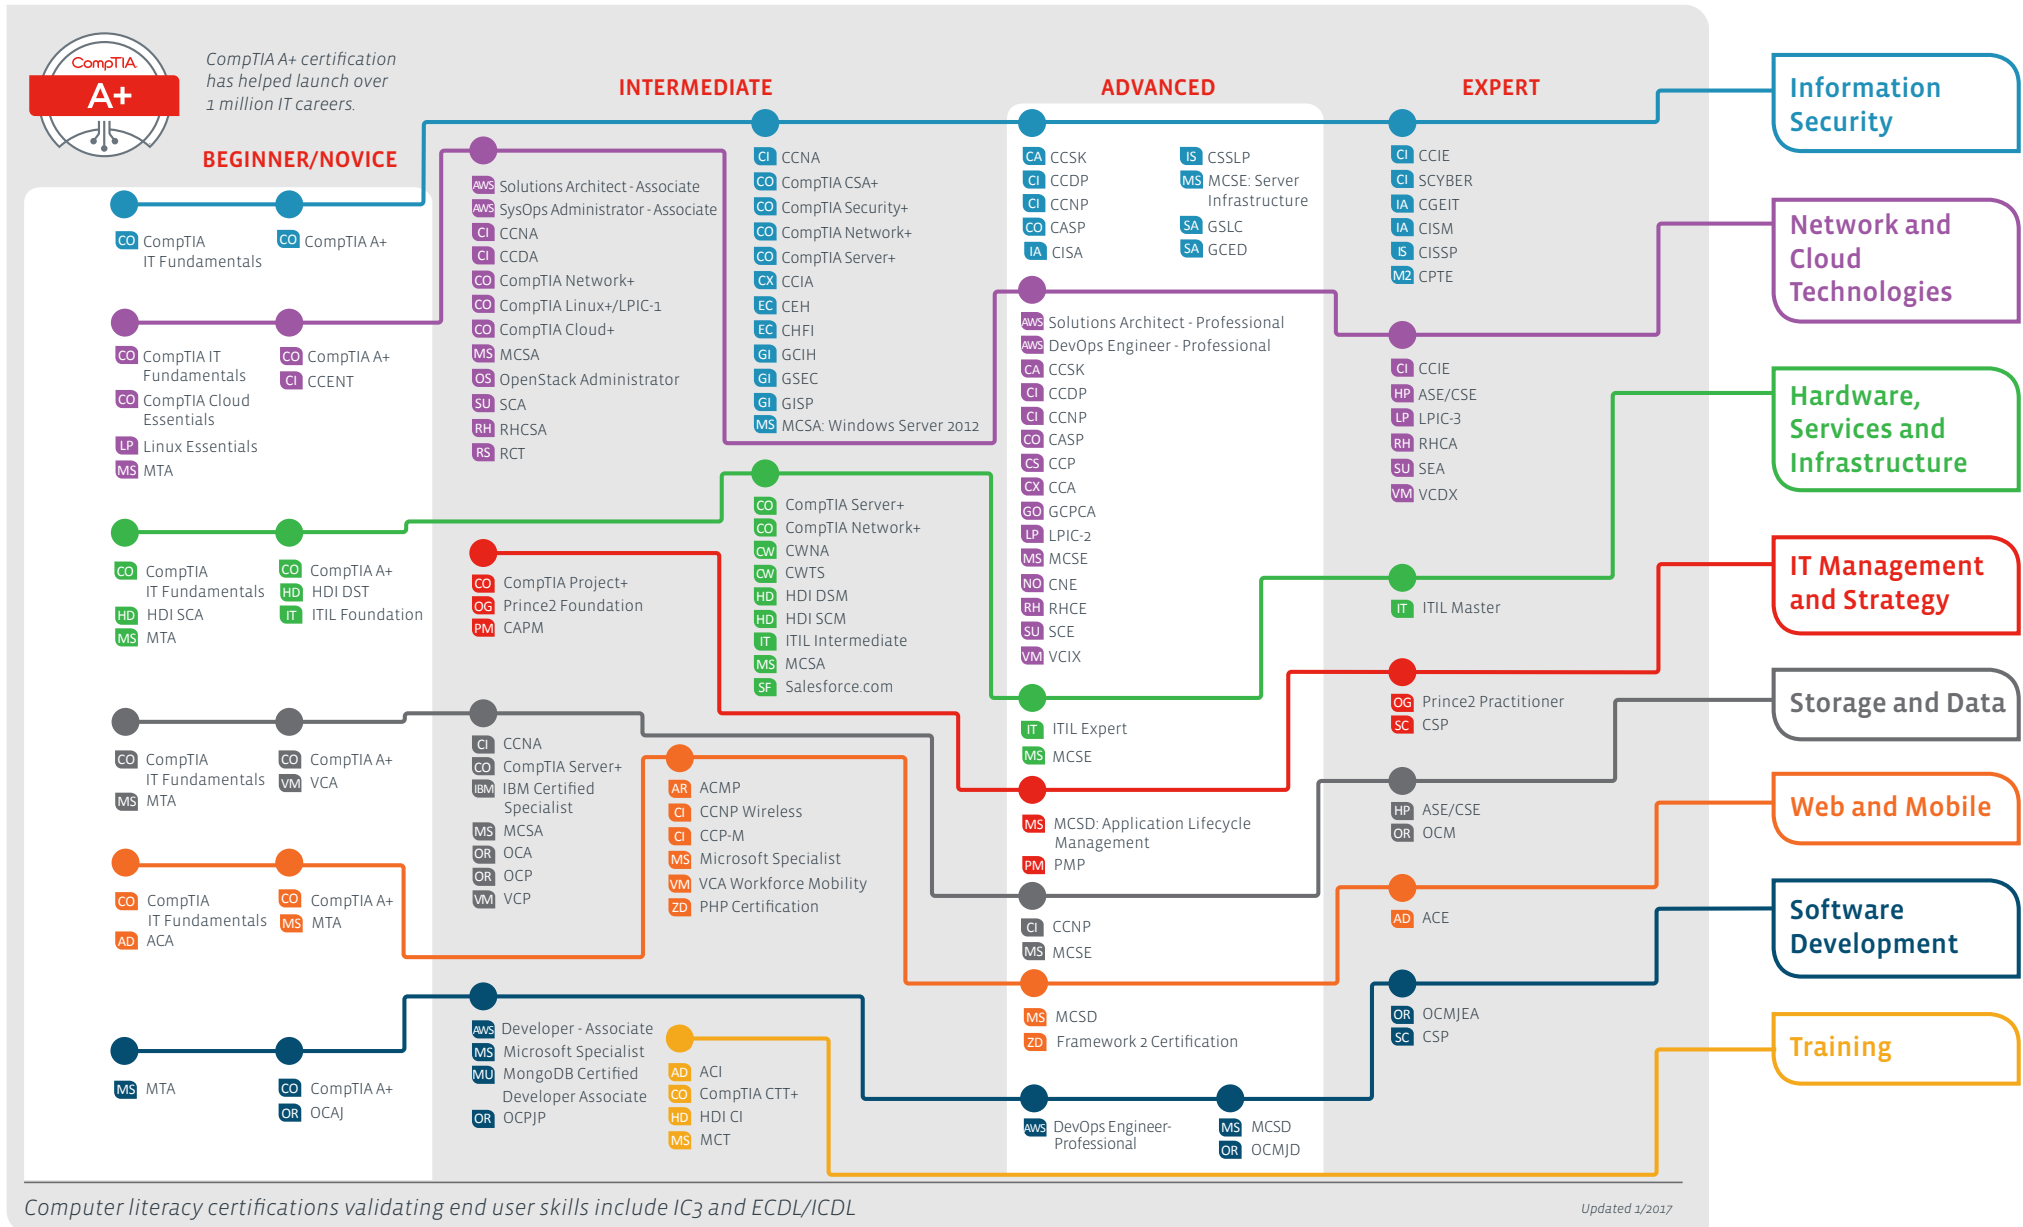 CompTIA
A+
CompTIA A+ certification
has helped launch over
1 million IT careers.
BEGINNER/NOVICE
INTERMEDIATE
ADVANCED
EXPERT
CO CompTIA
IT Fundamentals
CO CompTIA A+
CI CCNA
CO CompTIA CSA+
CO CompTIA Security+
CO CompTIA Network+
CO CompTIA Server+
CX CCIA
EC CEH
EC CHFI
GI GCIH
GI GSEC
GI GISP
MS MCSA: Windows Server 2012
CA CCSK
CI CCDP
CI CCNP
CO CASP
IA CISA
IS CSSLP
MS MCSE: Server
Infrastructure
SA GSLC
SA GCED
CI CCIE
CI SCYBER
IA CGEIT
IA CISM
IS CISSP
M2 CPTE
Information
Security
CO CompTIA IT
Fundamentals
CO CompTIA Cloud
Essentials
LP Linux Essentials
MS MTA
CO CompTIA A+
CI CCENT
AWS Solutions Architect - Associate
AWS SysOps Administrator - Associate
CI CCNA
CI CCDA
CO CompTIA Network+
CO CompTIA Linux+/LPIC-1
CO CompTIA Cloud+
MS MCSA
OS OpenStack Administrator
SU SCA
RH RHCSA
RS RCT
AWS Solutions Architect - Professional
AWS DevOps Engineer - Professional
CA CCSK
CI CCDP
CI CCNP
CO CASP
CS CCP
CX CCA
GO GCPCA
LP LPIC-2
MS MCSE
NO CNE
RH RHCE
SU SCE
VM VCIX
CI CCIE
HP ASE/CSE
LP LPIC-3
RH RHCA
SU SEA
VM VCDX
Network and
Cloud
Technologies
CO CompTIA
IT Fundamentals
HD HDI SCA
MS MTA
CO CompTIA A+
HD HDI DST
IT ITIL Foundation
CO CompTIA Server+
CO CompTIA Network+
CW CWNA
CW CWTS
HD HDI DSM
HD HDI SCM
IT ITIL Intermediate
MS MCSA
SF Salesforce.com
IT ITIL Expert
MS MCSE
IT ITIL Master
Hardware,
Services and
Infrastructure
CO CompTIA Project+
OG Prince2 Foundation
PM CAPM
MS MCSD: Application Lifecycle
Management
PM PMP
OG Prince2 Practitioner
SC CSP
IT Management
and Strategy
CO CompTIA
IT Fundamentals
MS MTA
CO CompTIA A+
VM VCA
CI CCNA
CO CompTIA Server+
IBM IBM Certified
Specialist
MS MCSA
OR OCA
OR OCP
VM VCP
CI CCNP
MS MCSE
HP ASE/CSE
OR OCM
Storage and Data
CO CompTIA
IT Fundamentals
AD ACA
CO CompTIA A+
MS MTA
AR ACMP
CI CCNP Wireless
CI CCP-M
MS Microsoft Specialist
VM VCA Workforce Mobility
ZD PHP Certification
MS MCSD
ZD Framework 2 Certification
AD ACE
Web and Mobile
MS MTA
CO CompTIA A+
OR OCAJ
AWS Developer - Associate
MS Microsoft Specialist
MU MongoDB Certified
Developer Associate
OR OCPJP
AWS DevOps Engineer-
Professional
MS MCSD
OR OCMJD
OR OCMJEA
SC CSP
Software
Development
AD ACI
CO CompTIA CTT+
HD HDI CI
MS MCT
Training
Computer literacy certifications validating end user skills include IC3 and ECDL/ICDL
Updated 1/2017